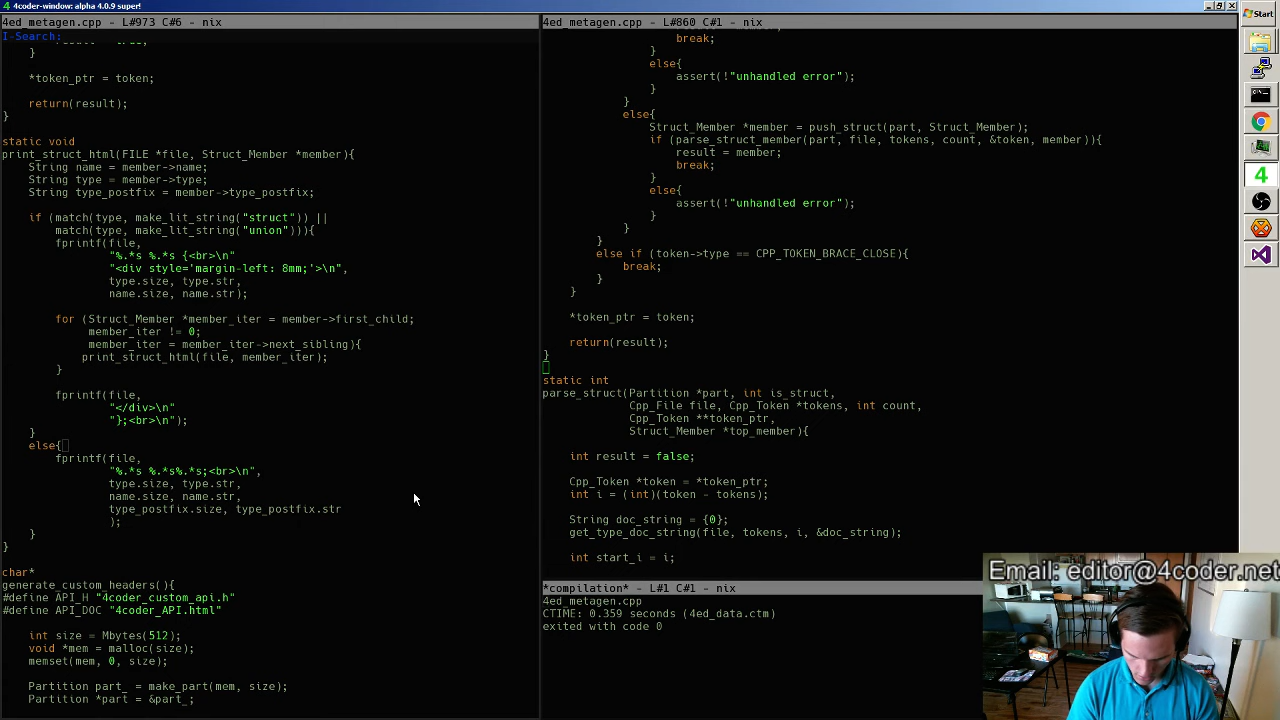 4coder-window: alpha 4.0.9 super!
4ed_metagen.cpp - L#973 C#6 - nix
I-Search:
}
*token_ptr = token;
return(result);
}
static void
print_struct_html(FILE *file, Struct_Member *member){
String name = member->name;
String type = member->type;
String type_postfix = member->type_postfix;
if (match(type, make_lit_string("struct")) ||
match(type, make_lit_string("union"))){
fprintf(file,
"%.*s %.*s {<br>\n"
"<div style='margin-left: 8mm;'>\n",
type.size, type.str,
name.size, name.str);
for (Struct_Member *member_iter = member->first_child;
member_iter != 0;
member_iter = member_iter->next_sibling){
print_struct_html(file, member_iter);
}
fprintf(file,
"</div>\n"
"};<br>\n");
}
else{
fprintf(file,
"%.*s %.*s%.*s;<br>\n",
type.size, type.str,
name.size, name.str,
type_postfix.size, type_postfix.str
);
}
}
char*
generate_custom_headers(){
#define API_H "4coder_custom_api.h"
#define API_DOC "4coder_API.html"
int size = Mbytes(512);
void *mem = malloc(size);
memset(mem, 0, size);
Partition part_ = make_part(mem, size);
Partition *part = &part_;
4ed_metagen.cpp - L#860 C#1 - nix
break;
}
else{
assert(!"unhandled error");
}
}
else{
Struct_Member *member = push_struct(part, Struct_Member);
if (parse_struct_member(part, file, tokens, count, &token, member)){
result = member;
break;
}
else{
assert(!"unhandled error");
}
}
}
else if (token->type == CPP_TOKEN_BRACE_CLOSE){
break;
}
}
*token_ptr = token;
return(result);
}
static int
parse_struct(Partition *part, int is_struct,
Cpp_File file, Cpp_Token *tokens, int count,
Cpp_Token **token_ptr,
Struct_Member *top_member){
int result = false;
Cpp_Token *token = *token_ptr;
int i = (int)(token - tokens);
String doc_string = {0};
get_type_doc_string(file, tokens, i, &doc_string);
int start_i = i;
*compilation* - L#1 C#1 - nix
4ed_metagen.cpp
CTIME: 0.359 seconds (4ed_data.ctm)
exited with code 0
Start
4
Email: editor@4coder.net